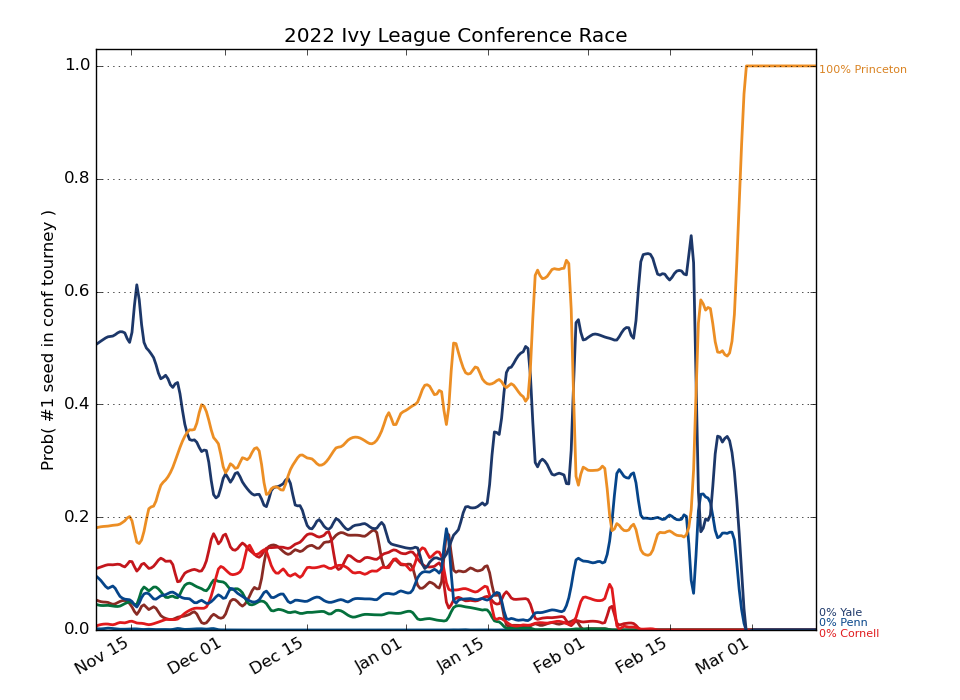 2022 Ivy League Conference Race
Prob( #1 seed in conf tourney )
1.0
0.8
0.6
0.4
0.2
0.0
Nov 15
Dec 01
Dec 15
Jan 01
Jan 15
Feb 01
Feb 15
Mar 01
100% Princeton
0% Yale
0% Penn
0% Cornell